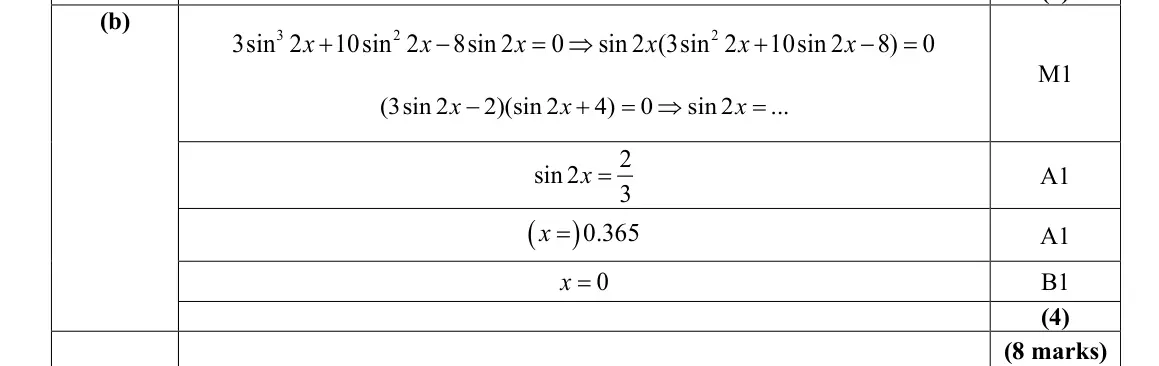 (b)
3sin³ 2x + 10sin² 2x − 8sin 2x = 0 ⇒ sin 2x(3sin² 2x + 10sin 2x − 8) = 0
(3sin 2x − 2)(sin 2x + 4) = 0 ⇒ sin 2x = ...
M1
sin 2x = 2/3
A1
(x =) 0.365
A1
x = 0
B1
(4)
(8 marks)